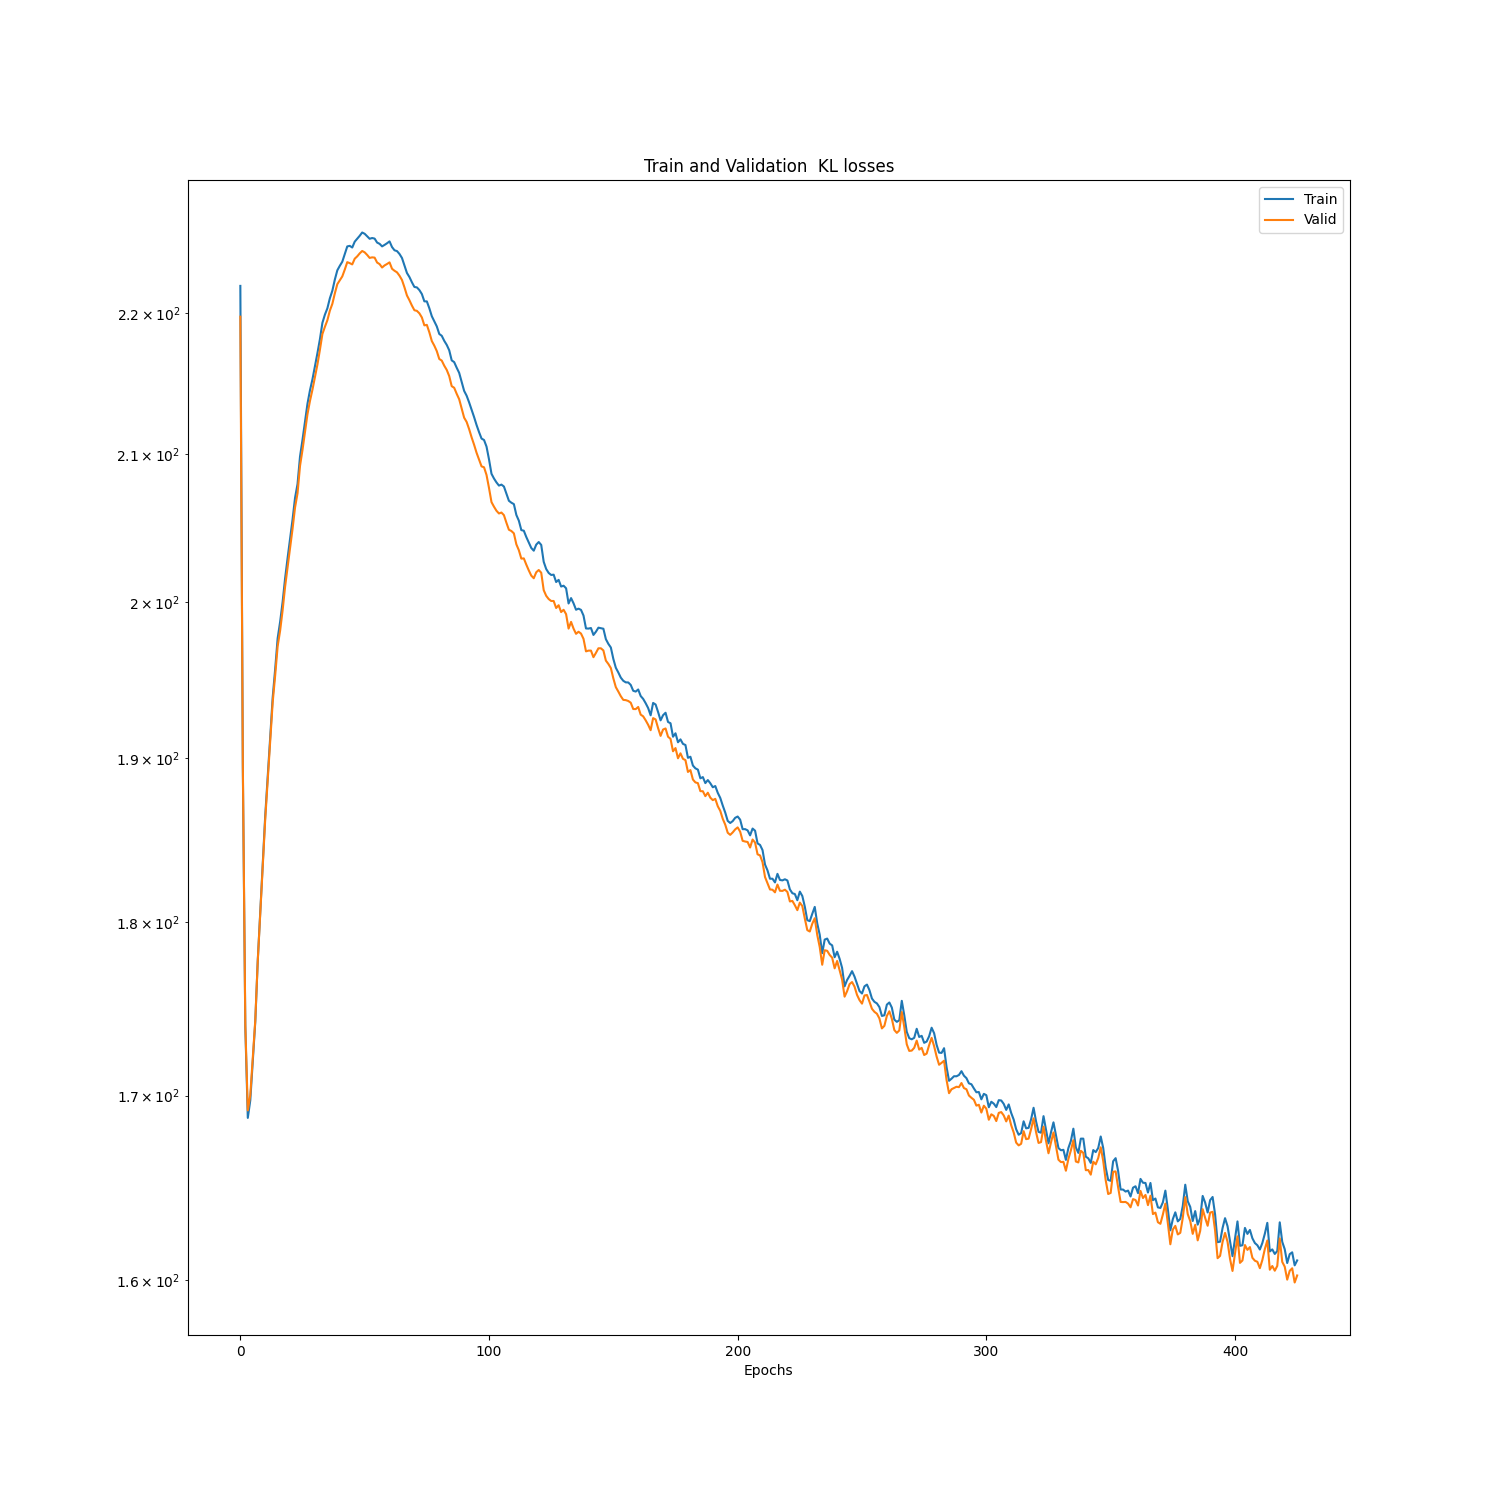 Train and Validation  KL losses
Train
Valid
2.2 × 10²
2.1 × 10²
2 × 10²
1.9 × 10²
1.8 × 10²
1.7 × 10²
1.6 × 10²
0 100 200 300 400
Epochs